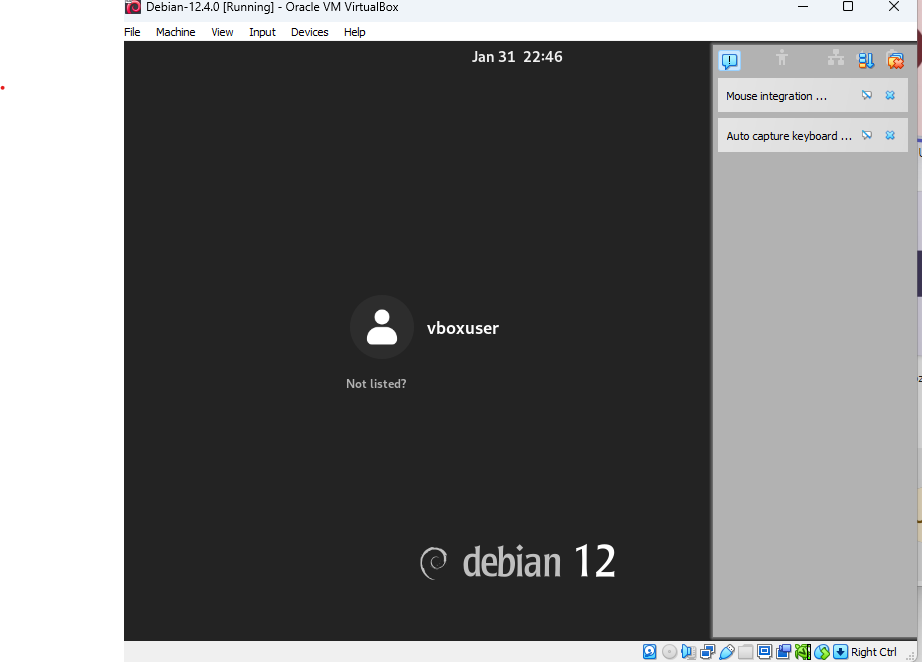 Debian-12.4.0 [Running] - Oracle VM VirtualBox
File Machine View Input Devices Help
Jan 31 22:46
Mouse integration ...
Auto capture keyboard ...
vboxuser
Not listed?
debian 12
Right Ctrl